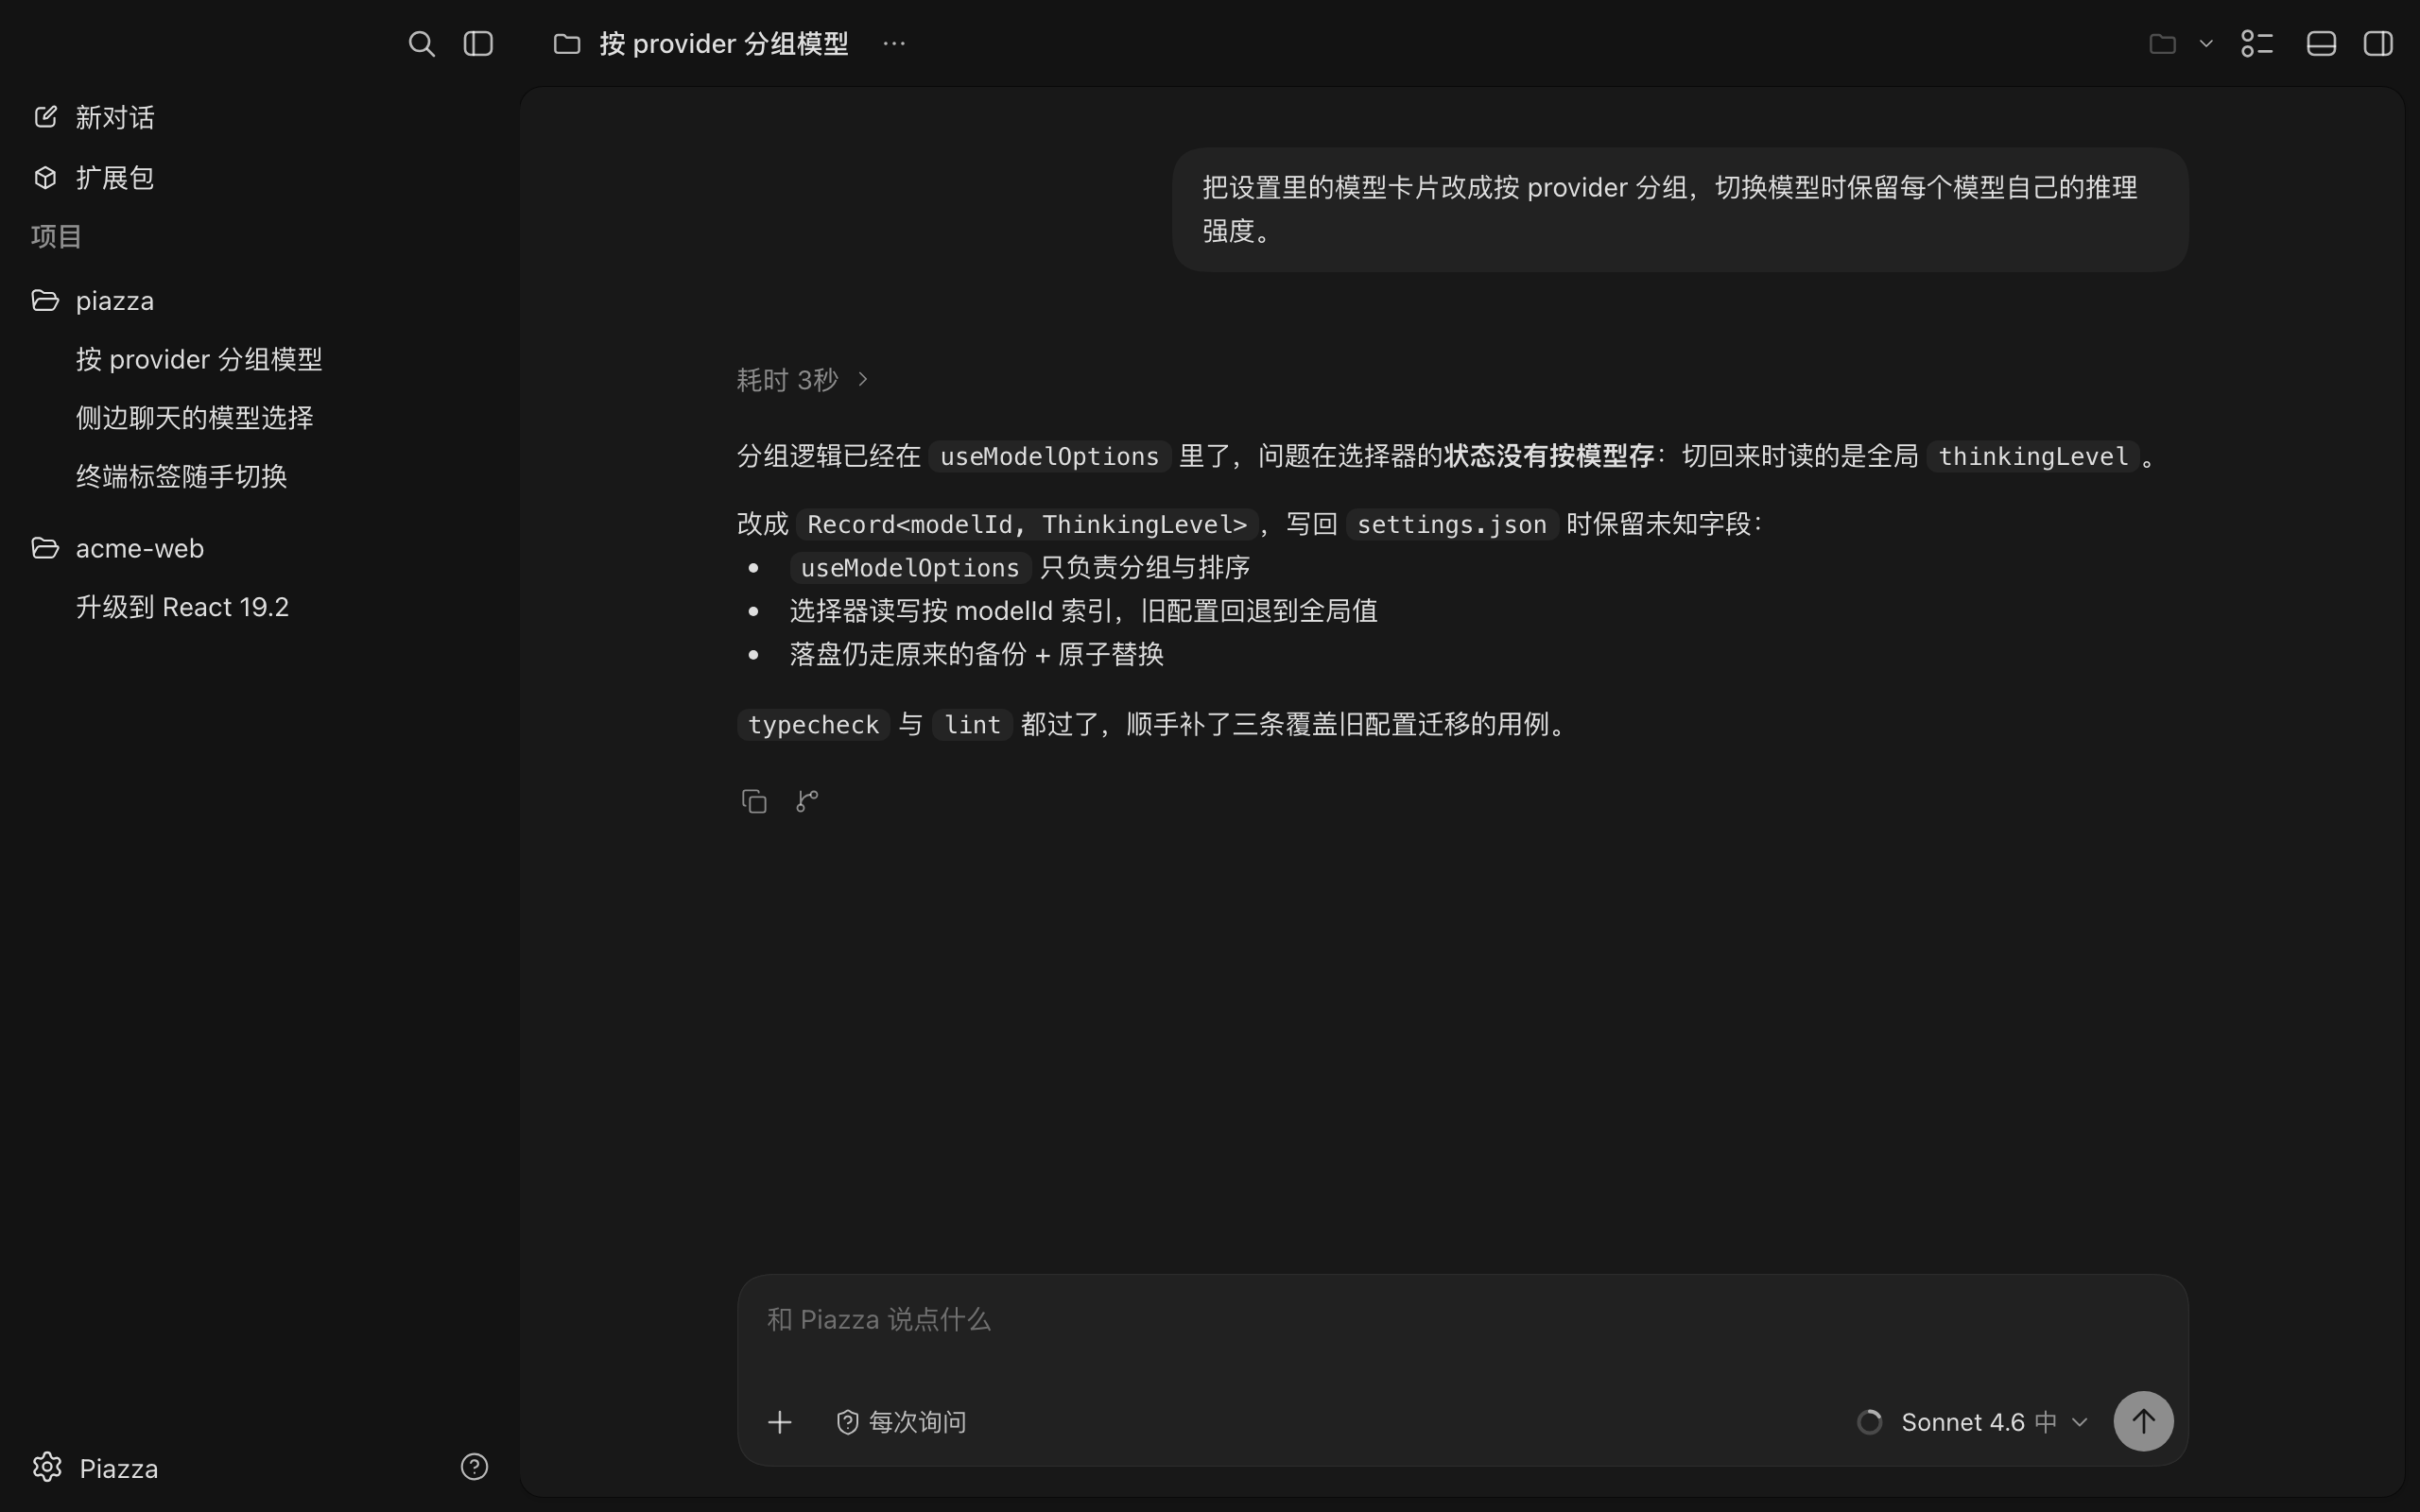 按 provider 分组模型
新对话
扩展包
项目
piazza
按 provider 分组模型
侧边聊天的模型选择
终端标签随手切换
acme-web
升级到 React 19.2
Piazza
把设置里的模型卡片改成按 provider 分组，切换模型时保留每个模型自己的推理
强度。
耗时 3秒
分组逻辑已经在 useModelOptions 里了，问题在选择器的状态没有按模型存：切回来时读的是全局 thinkingLevel。
改成 Record<modelId, ThinkingLevel>，写回 settings.json 时保留未知字段：
• useModelOptions 只负责分组与排序
• 选择器读写按 modelId 索引，旧配置回退到全局值
• 落盘仍走原来的备份 + 原子替换
typecheck 与 lint 都过了，顺手补了三条覆盖旧配置迁移的用例。
和 Piazza 说点什么
每次询问
Sonnet 4.6 中